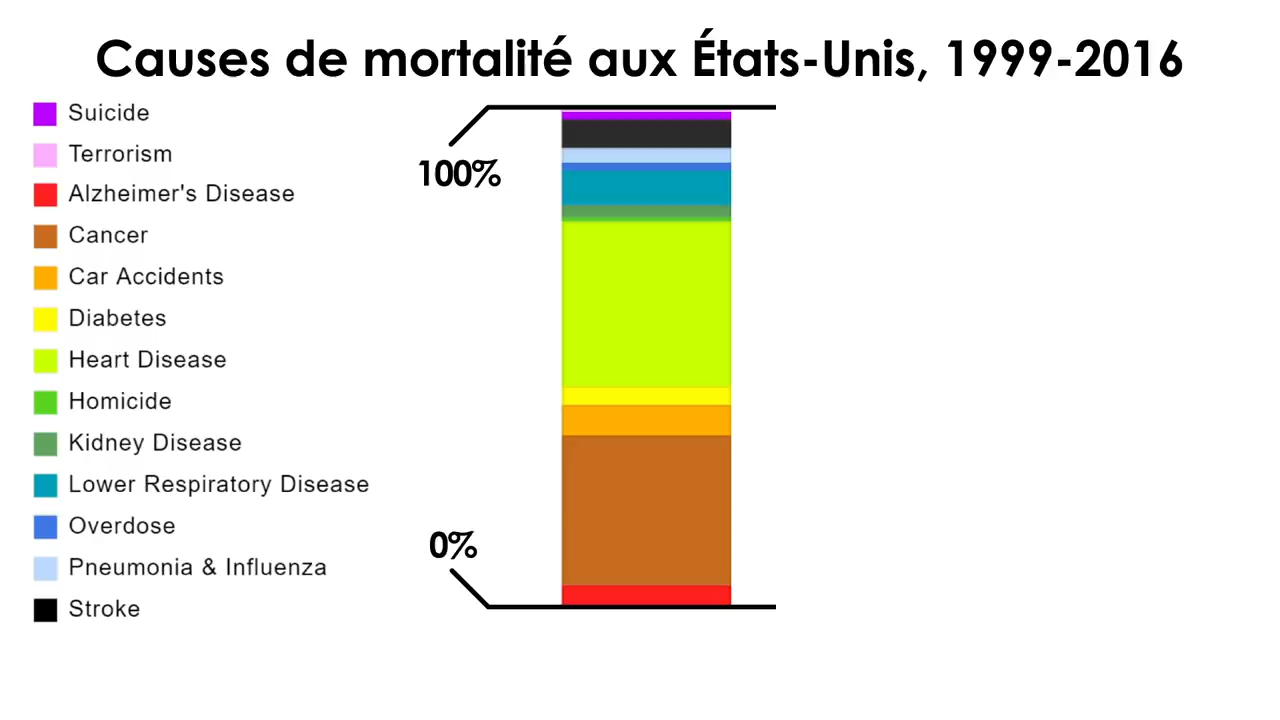 Causes de mortalité aux États-Unis, 1999-2016
Suicide
Terrorism
Alzheimer's Disease
Cancer
Car Accidents
Diabetes
Heart Disease
Homicide
Kidney Disease
Lower Respiratory Disease
Overdose
Pneumonia & Influenza
Stroke
100%
0%